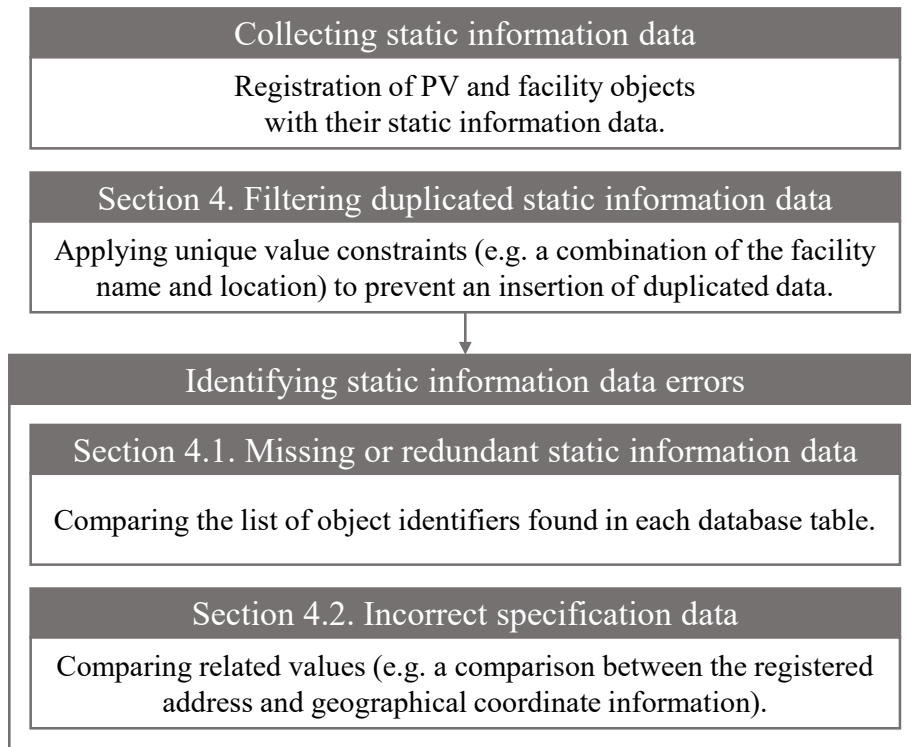 Collecting static information data
Registration of PV and facility objects
with their static information data.
Section 4. Filtering duplicated static information data
Applying unique value constraints (e.g. a combination of the facility
name and location) to prevent an insertion of duplicated data.
Identifying static information data errors
Section 4.1. Missing or redundant static information data
Comparing the list of object identifiers found in each database table.
Section 4.2. Incorrect specification data
Comparing related values (e.g. a comparison between the registered
address and geographical coordinate information).